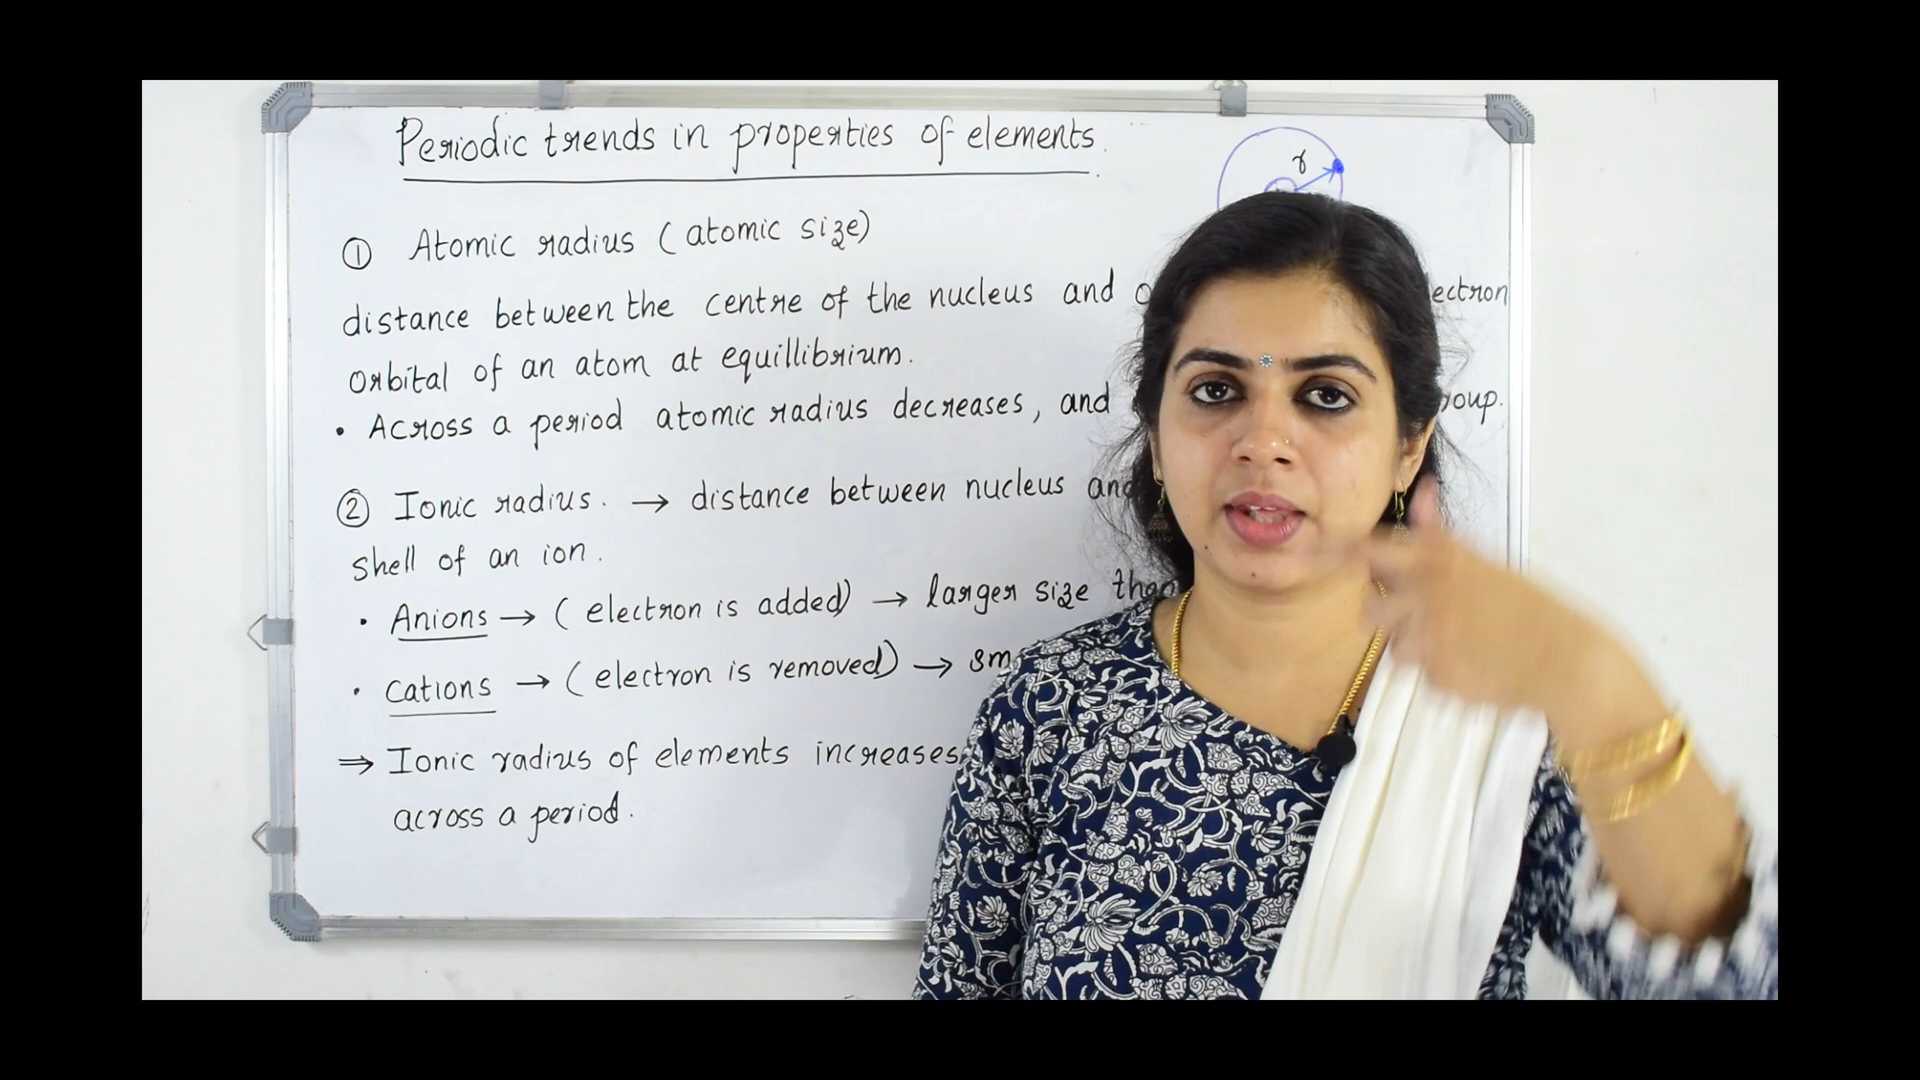 Periodic trends in properties of elements.
r
① Atomic radius (atomic size)
distance between the centre of the nucleus and
orbital of an atom at equillibrium.
• Across a period atomic radius decreases, and
② Ionic radius. → distance between nucleus and
shell of an ion.
• Anions → (electron is added) → larger size than
• Cations → (electron is removed) →
⇒ Ionic radius of elements increases
across a period.